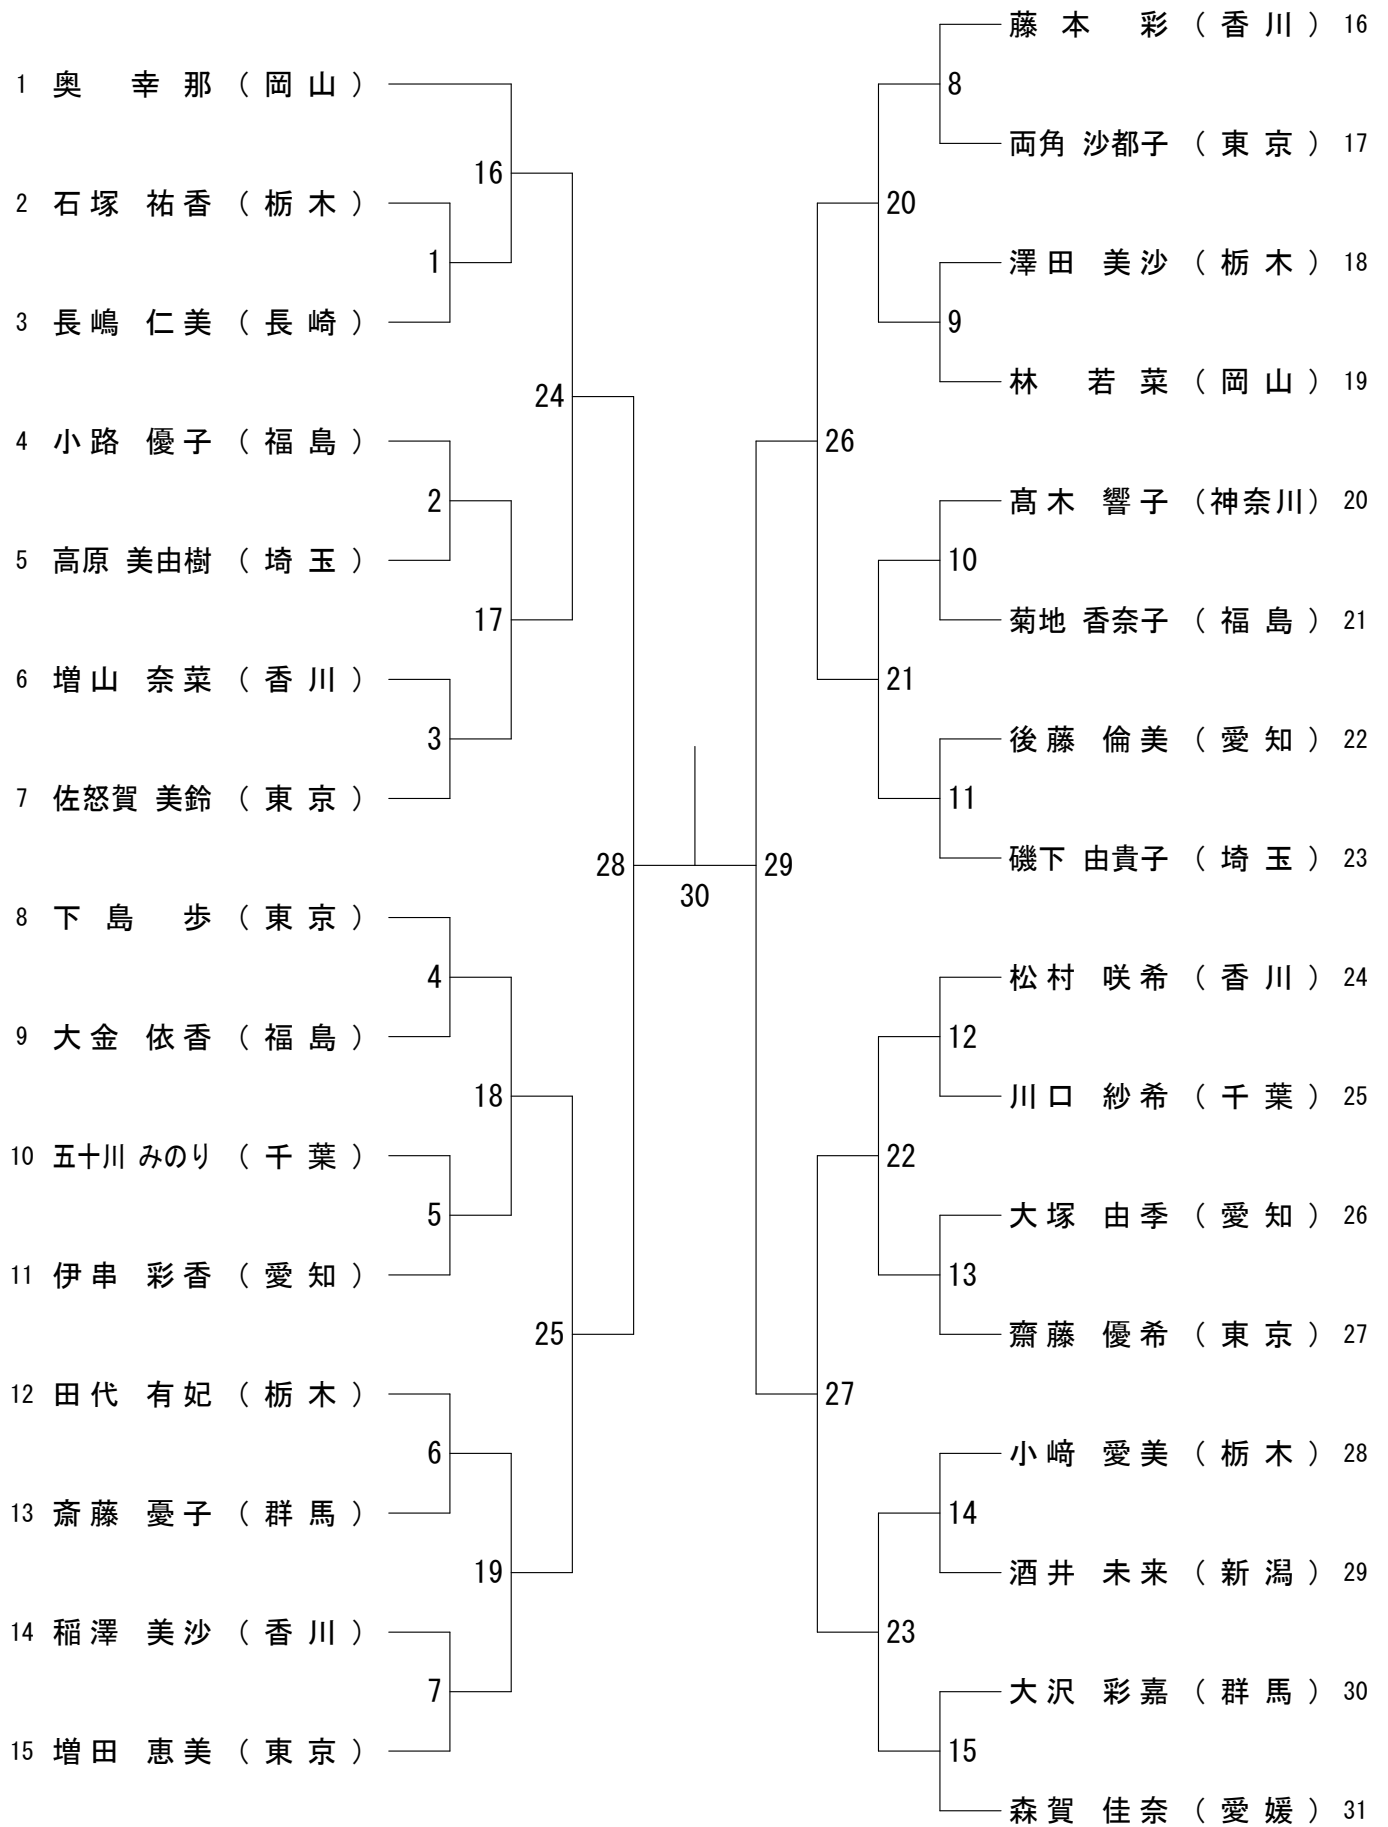 1 奥 幸那 (岡山)
2 石塚 祐香 (栃木)
3 長嶋 仁美 (長崎)
4 小路 優子 (福島)
5 高原 美由樹 (埼玉)
6 増山 奈菜 (香川)
7 佐怒賀 美鈴 (東京)
8 下島 歩 (東京)
9 大金 依香 (福島)
10 五十川 みのり (千葉)
11 伊串 彩香 (愛知)
12 田代 有妃 (栃木)
13 斎藤 憂子 (群馬)
14 稲澤 美沙 (香川)
15 増田 恵美 (東京)
1
2
3
4
5
6
7
16
17
18
19
24
25
28
30
29
26
27
20
21
22
23
8
9
10
11
12
13
14
15
藤本 彩 (香川) 16
両角 沙都子 (東京) 17
澤田 美沙 (栃木) 18
林 若菜 (岡山) 19
髙木 響子 (神奈川) 20
菊地 香奈子 (福島) 21
後藤 倫美 (愛知) 22
磯下 由貴子 (埼玉) 23
松村 咲希 (香川) 24
川口 紗希 (千葉) 25
大塚 由季 (愛知) 26
齋藤 優希 (東京) 27
小﨑 愛美 (栃木) 28
酒井 未来 (新潟) 29
大沢 彩嘉 (群馬) 30
森賀 佳奈 (愛媛) 31